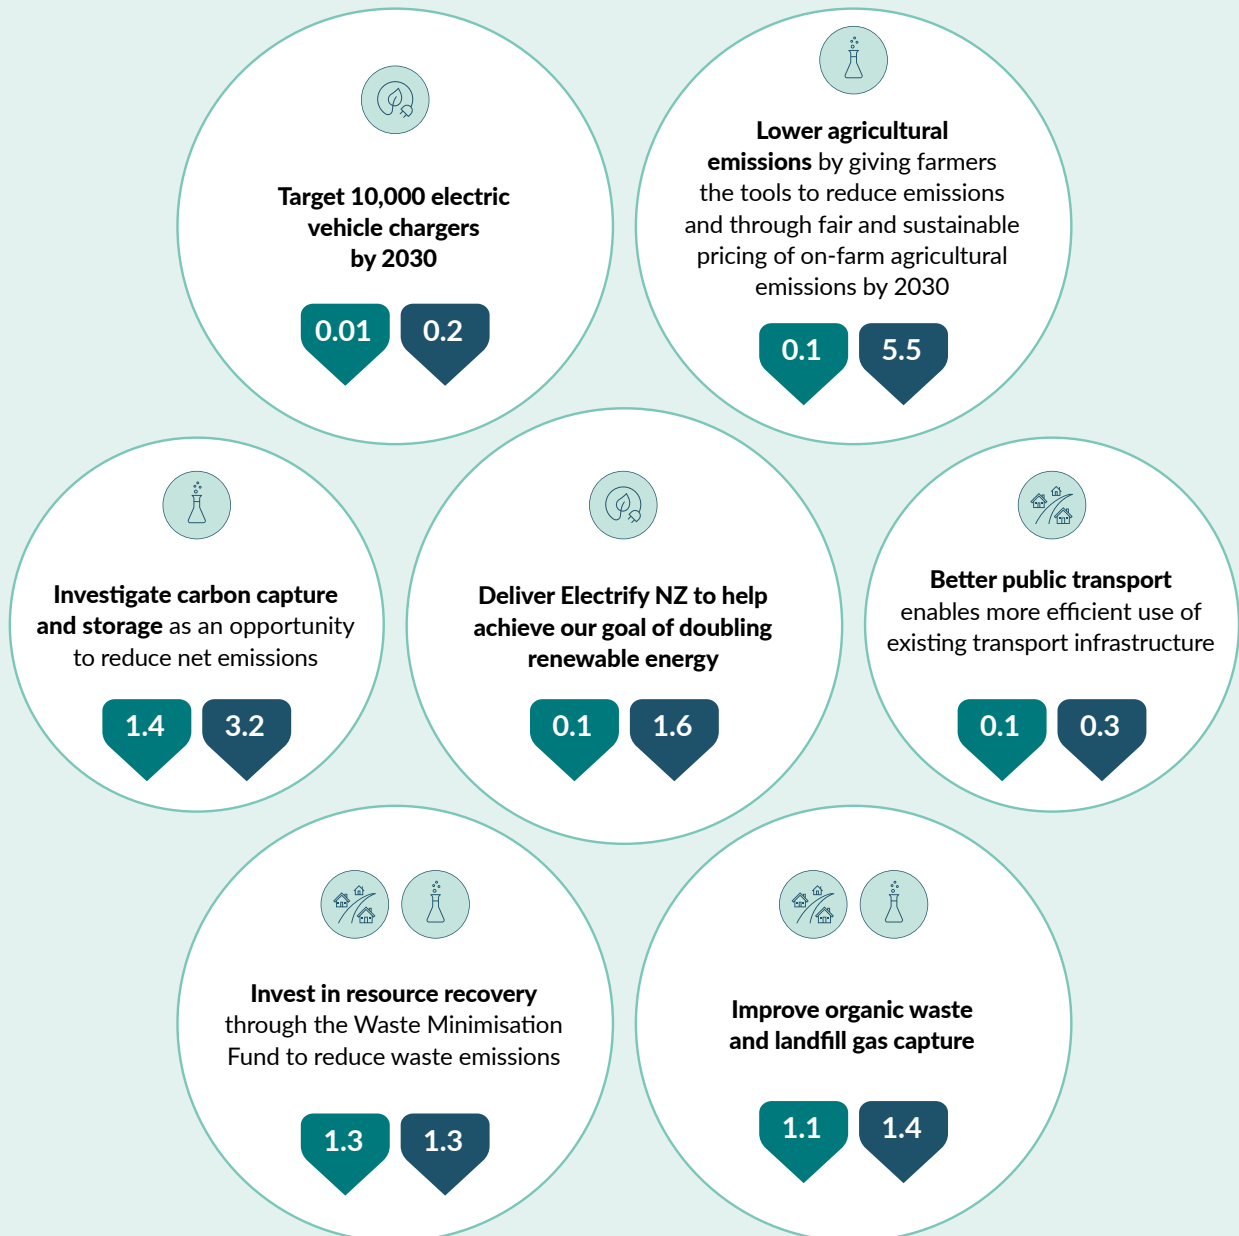 Target 10,000 electric
vehicle chargers
by 2030
0.01
0.2
Lower agricultural
emissions by giving farmers
the tools to reduce emissions
and through fair and sustainable
pricing of on-farm agricultural
emissions by 2030
0.1
5.5
Investigate carbon capture
and storage as an opportunity
to reduce net emissions
1.4
3.2
Deliver Electrify NZ to help
achieve our goal of doubling
renewable energy
0.1
1.6
Better public transport
enables more efficient use of
existing transport infrastructure
0.1
0.3
Invest in resource recovery
through the Waste Minimisation
Fund to reduce waste emissions
1.3
1.3
Improve organic waste
and landfill gas capture
1.1
1.4